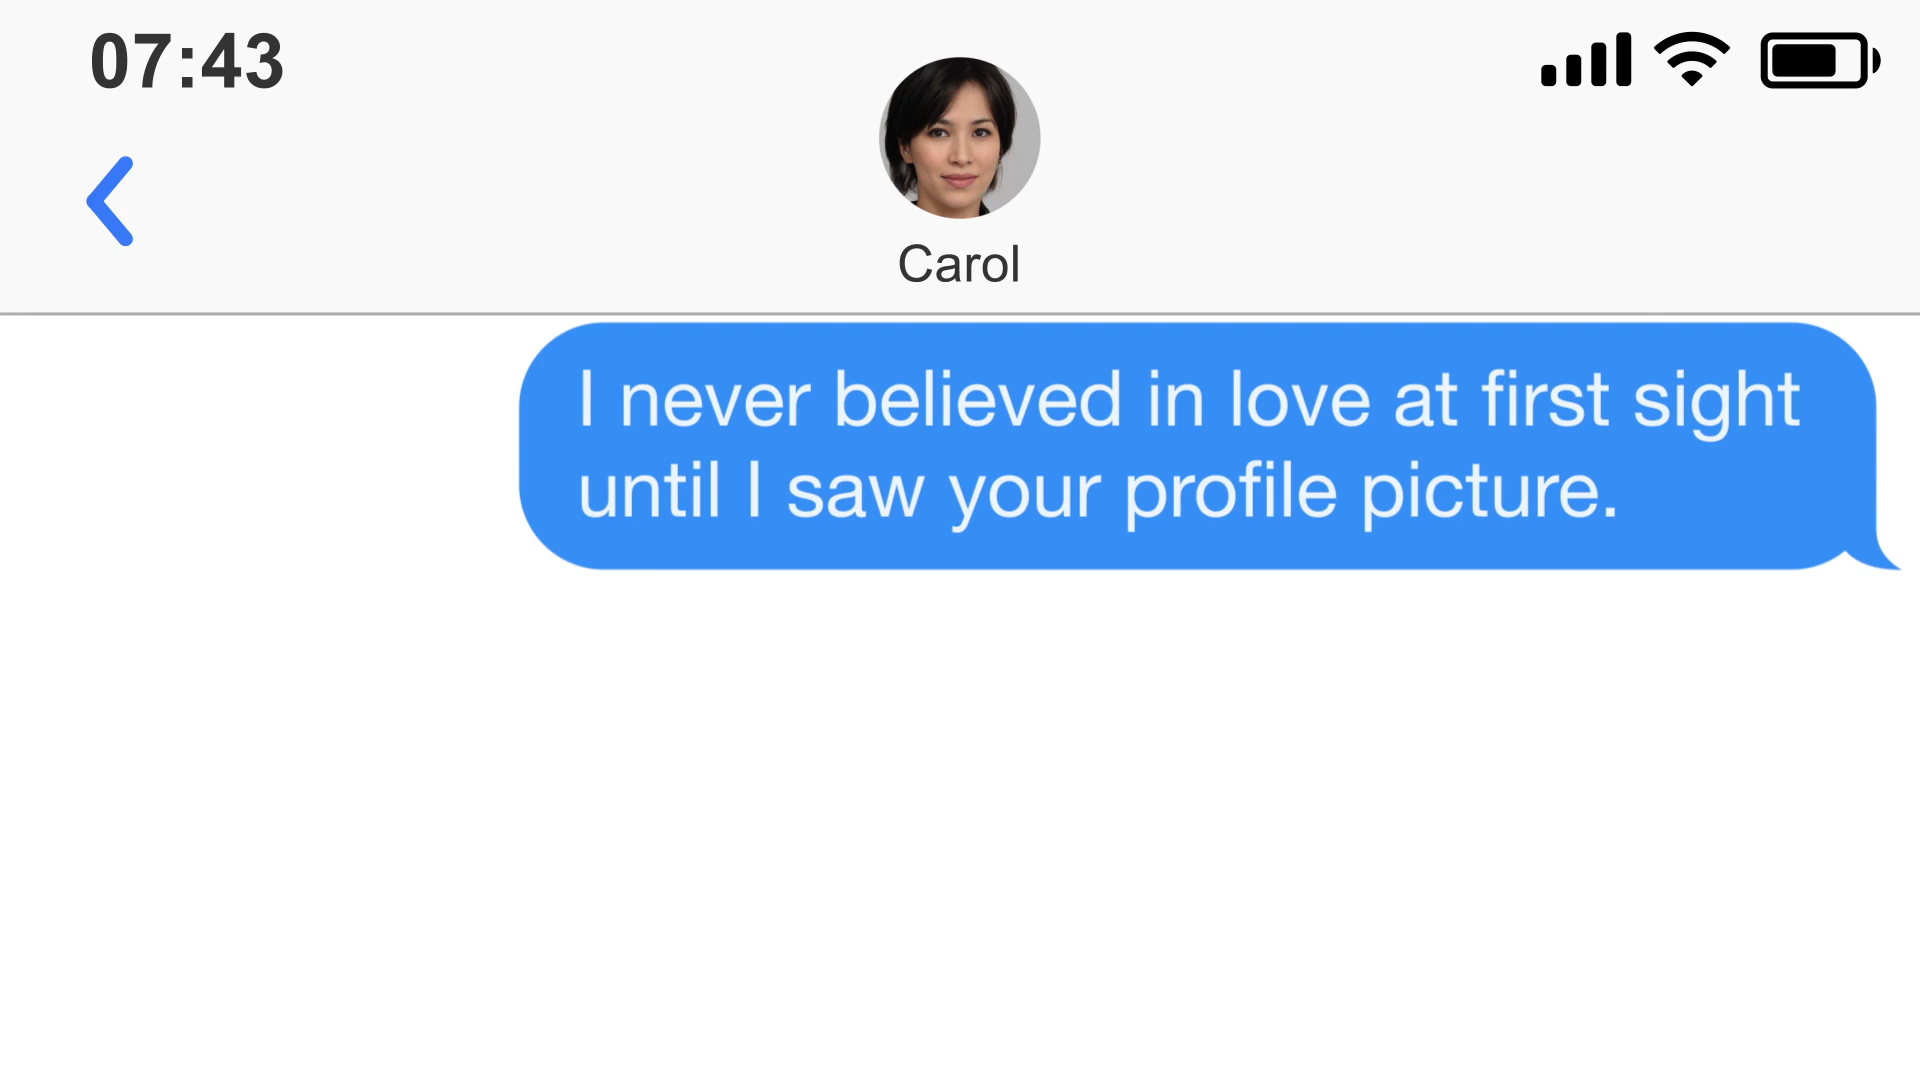 07:43
Carol
I never believed in love at first sight
until I saw your profile picture.